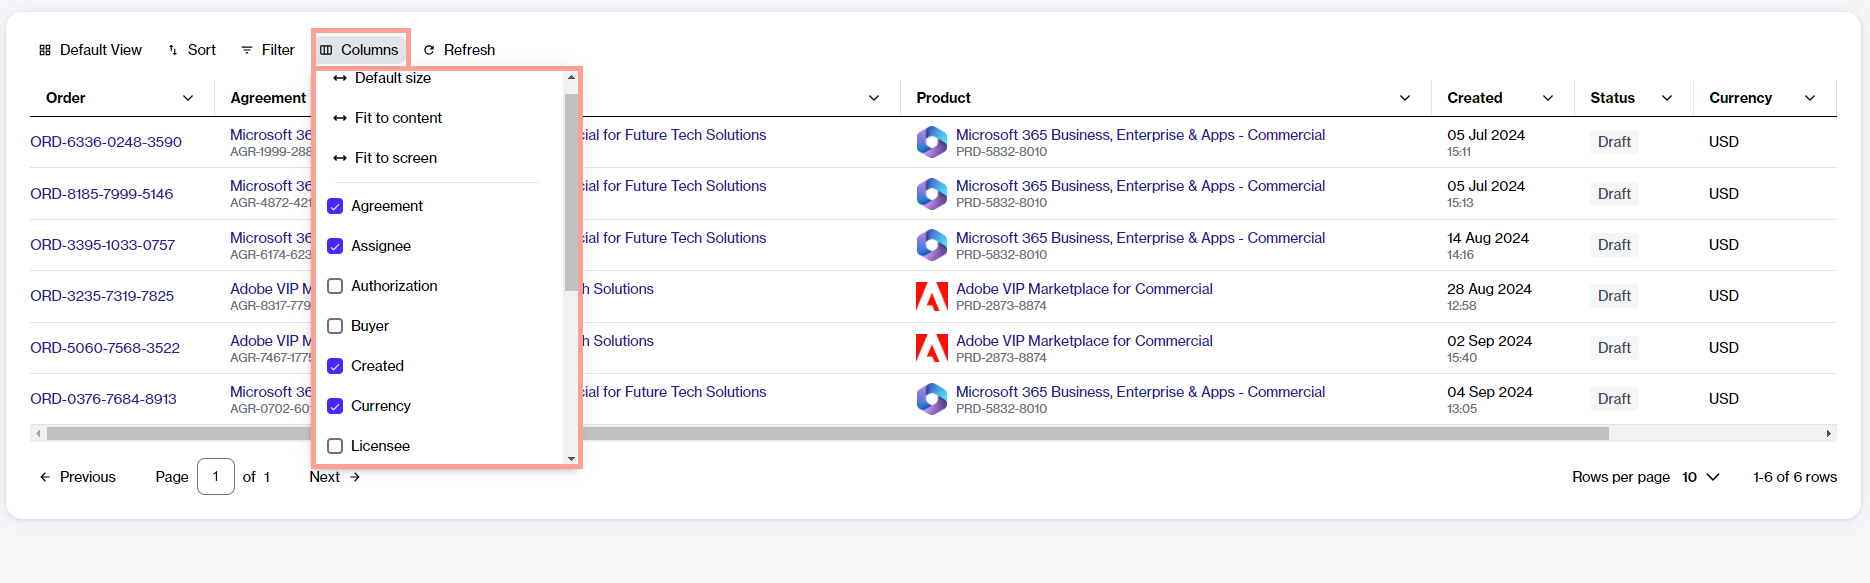 Default View Sort Filter Columns Refresh
Default size
Fit to content
Fit to screen
Agreement
Assignee
Authorization
Buyer
Created
Currency
Licensee
Order Agreement Product Created Status Currency
ORD-6336-0248-3590 Microsoft 36 ial for Future Tech Solutions Microsoft 365 Business, Enterprise & Apps - Commercial 05 Jul 2024 Draft USD
AGR-1999-288 PRD-5832-8010 15:11
ORD-8185-7999-5146 Microsoft 36 ial for Future Tech Solutions Microsoft 365 Business, Enterprise & Apps - Commercial 05 Jul 2024 Draft USD
AGR-4872-421 PRD-5832-8010 15:13
ORD-3395-1033-0757 Microsoft 36 ial for Future Tech Solutions Microsoft 365 Business, Enterprise & Apps - Commercial 14 Aug 2024 Draft USD
AGR-6174-623 PRD-5832-8010 14:16
ORD-3235-7319-7825 Adobe VIP M h Solutions Adobe VIP Marketplace for Commercial 28 Aug 2024 Draft USD
AGR-8317-779 PRD-2873-8874 12:58
ORD-5060-7568-3522 Adobe VIP M h Solutions Adobe VIP Marketplace for Commercial 02 Sep 2024 Draft USD
AGR-7467-1775 PRD-2873-8874 15:40
ORD-0376-7684-8913 Microsoft 36 ial for Future Tech Solutions Microsoft 365 Business, Enterprise & Apps - Commercial 04 Sep 2024 Draft USD
AGR-0702-601 PRD-5832-8010 13:05
Previous Page 1 of 1 Next Rows per page 10 1-6 of 6 rows